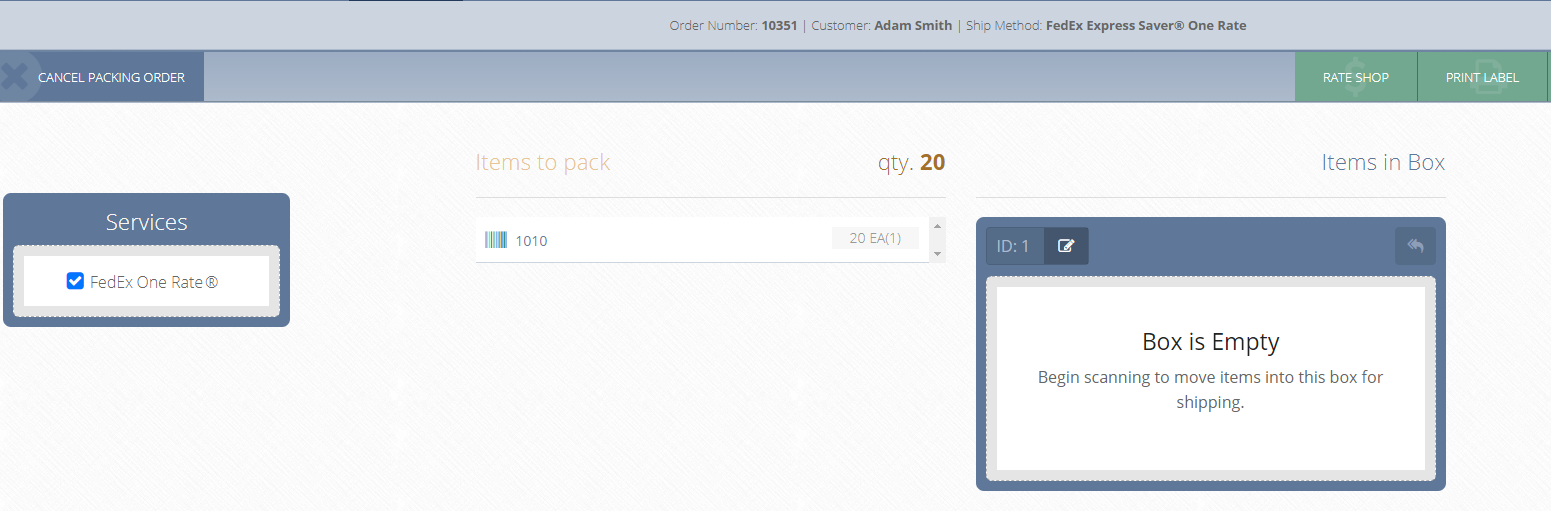 Order Number: 10351 | Customer: Adam Smith | Ship Method: FedEx Express Saver® One Rate
CANCEL PACKING ORDER
RATE SHOP
PRINT LABEL
Services
FedEx One Rate®
Items to pack
qty. 20
1010
20 EA(1)
Items in Box
ID: 1
Box is Empty
Begin scanning to move items into this box for
shipping.